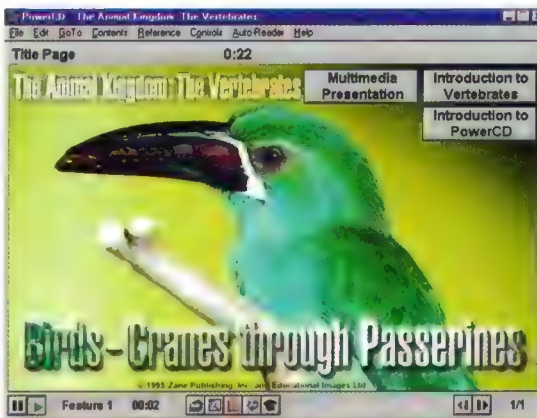 PowerCD - The Animal Kingdom: The Vertebrates
File Edit GoTo Contents Reference Controls Auto-Reader Help
Title Page 0:22
The Animal Kingdom: The Vertebrates
Multimedia Presentation
Introduction to Vertebrates
Introduction to PowerCD
Birds - Cranes through Passerines
© 1995 Zane Publishing, Inc. and Educational Images Ltd.
Feature 1 00:02 1/1